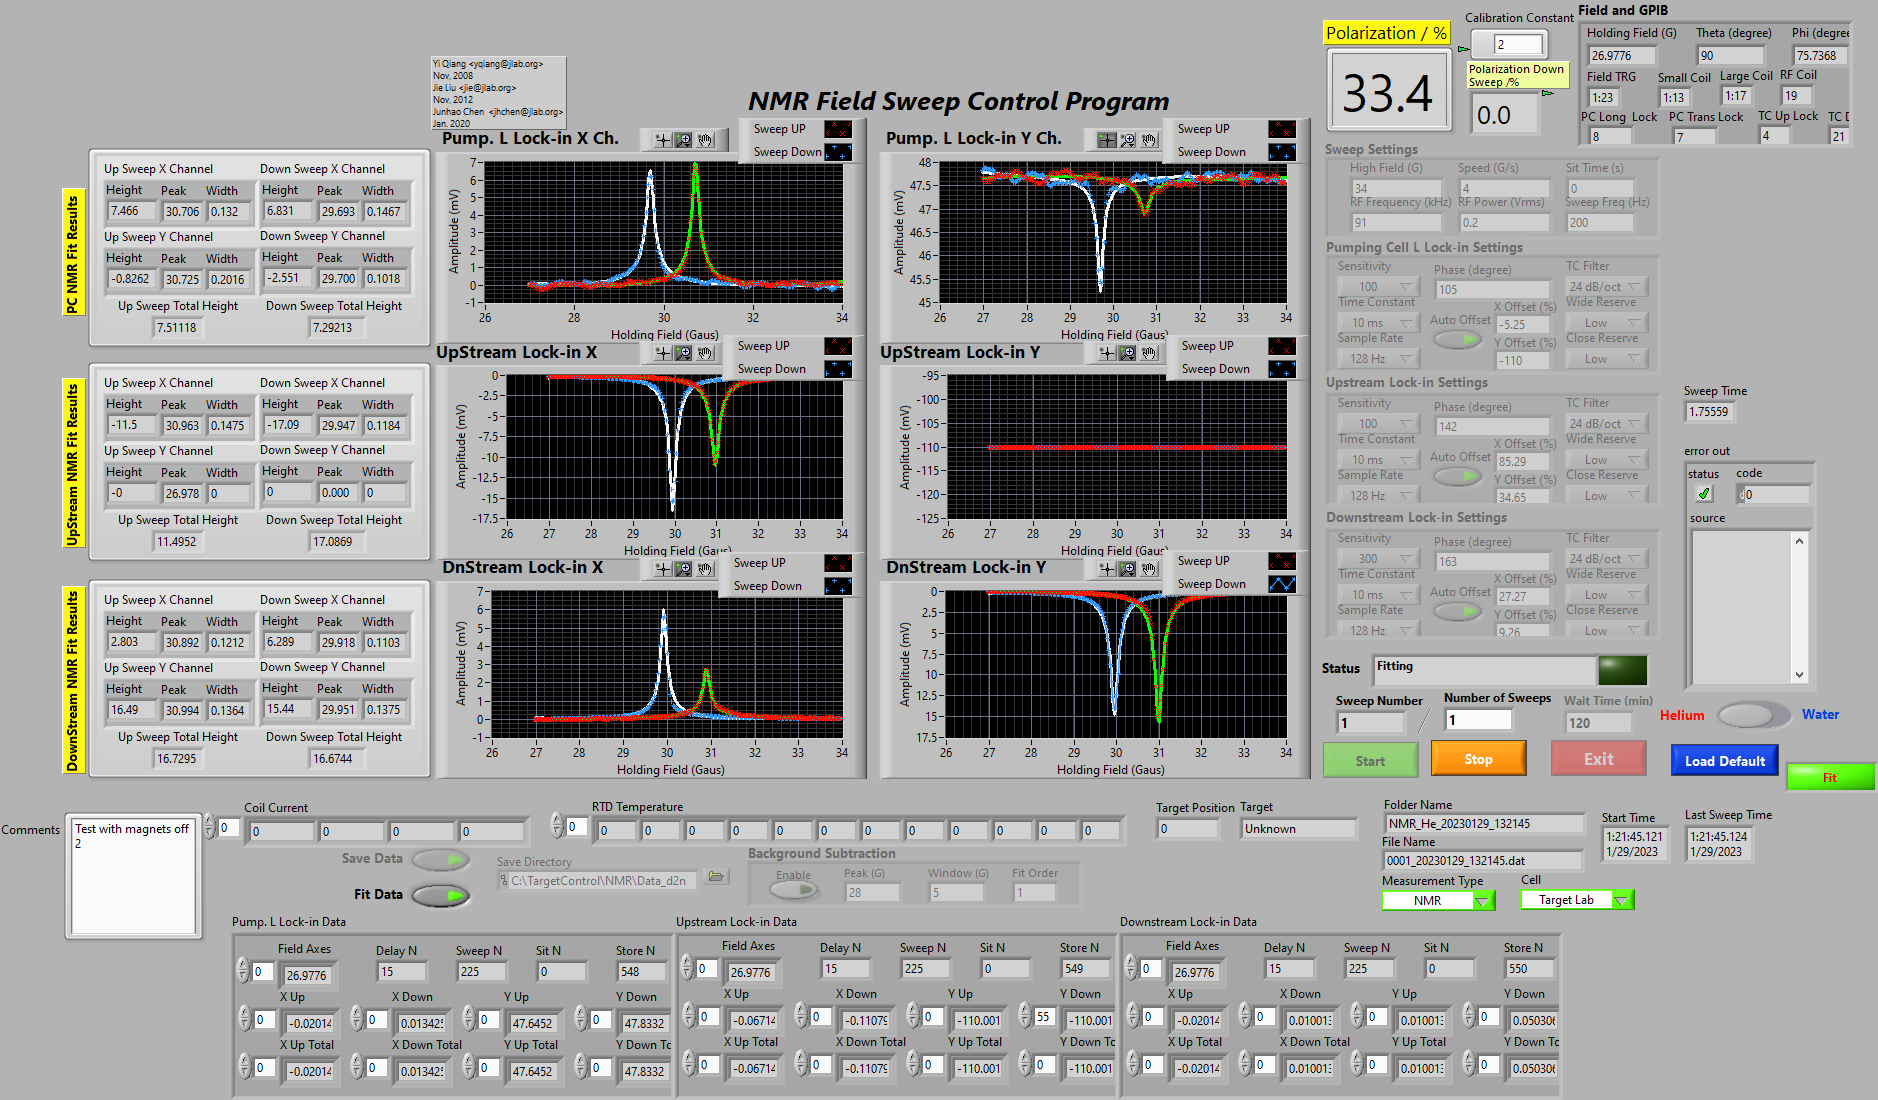 Yi Qiang <yqiang@jlab.org>
Nov, 2008
Jie Liu <jie@jlab.org>
Nov, 2012
Junhao Chen <jhchen@jlab.org>
Jan. 2020
NMR Field Sweep Control Program
Polarization / %
33.4
Calibration Constant
2
Polarization Down
Sweep /%
0.0
Field and GPIB
Holding Field (G) Theta (degree) Phi (degree
26.9776 90 75.7368
Field TRG Small Coil Large Coil RF Coil
1:23 1:13 1:17 19
PC Long Lock PC Trans Lock TC Up Lock TC D
8 7 4 21
PC NMR Fit Results
Up Sweep X Channel Down Sweep X Channel
Height Peak Width Height Peak Width
7.466 30.706 0.132 6.831 29.693 0.1467
Up Sweep Y Channel Down Sweep Y Channel
Height Peak Width Height Peak Width
-0.8262 30.725 0.2016 -2.551 29.700 0.1018
Up Sweep Total Height Down Sweep Total Height
7.51118 7.29213
UpStream NMR Fit Results
Up Sweep X Channel Down Sweep X Channel
Height Peak Width Height Peak Width
-11.5 30.963 0.1475 -17.09 29.947 0.1184
Up Sweep Y Channel Down Sweep Y Channel
Height Peak Width Height Peak Width
-0 26.978 0 0 0.000 0
Up Sweep Total Height Down Sweep Total Height
11.4952 17.0869
DownStream NMR Fit Results
Up Sweep X Channel Down Sweep X Channel
Height Peak Width Height Peak Width
2.803 30.892 0.1212 6.289 29.918 0.1103
Up Sweep Y Channel Down Sweep Y Channel
Height Peak Width Height Peak Width
16.49 30.994 0.1364 15.44 29.951 0.1375
Up Sweep Total Height Down Sweep Total Height
16.7295 16.6744
Pump. L Lock-in X Ch.
Sweep UP
Sweep Down
Amplitude (mV)
7
6
5
4
3
2
1
0
-1
26 28 30 32 34
Holding Field (Gaus)
Pump. L Lock-in Y Ch.
Sweep UP
Sweep Down
Amplitude (mV)
48
47.5
47
46.5
46
45.5
45
26 27 28 29 30 31 32 33 34
Holding Field (Gaus)
UpStream Lock-in X
Sweep UP
Sweep Down
Amplitude (mV)
0
-2.5
-5
-7.5
-10
-12.5
-15
-17.5
26 27 28 29 30 31 32 33 34
Holding Field (Gaus)
UpStream Lock-in Y
Sweep UP
Sweep Down
Amplitude (mV)
-95
-100
-105
-110
-115
-120
-125
26 27 28 29 30 31 32 33 34
Holding Field (Gaus)
DnStream Lock-in X
Sweep UP
Sweep Down
Amplitude (mV)
7
6
5
4
3
2
1
0
-1
26 27 28 29 30 31 32 33 34
Holding Field (Gaus)
DnStream Lock-in Y
Sweep UP
Sweep Down
Amplitude (mV)
0
2.5
5
7.5
10
12.5
15
17.5
26 27 28 29 30 31 32 33 34
Holding Field (Gaus)
Sweep Settings
High Field (G) Speed (G/s) Sit Time (s)
34 4 0
RF Frequency (kHz) RF Power (Vrms) Sweep Freq (Hz)
91 0.2 200
Pumping Cell L Lock-in Settings
Sensitivity Phase (degree) TC Filter
100 105 24 dB/oct
Time Constant X Offset (%) Wide Reserve
10 ms Auto Offset -5.25 Low
Sample Rate Y Offset (%) Close Reserve
128 Hz -110 Low
Upstream Lock-in Settings
Sensitivity Phase (degree) TC Filter
100 142 24 dB/oct
Time Constant X Offset (%) Wide Reserve
10 ms Auto Offset 85.29 Low
Sample Rate Y Offset (%) Close Reserve
128 Hz 34.65 Low
Downstream Lock-in Settings
Sensitivity Phase (degree) TC Filter
300 163 24 dB/oct
Time Constant X Offset (%) Wide Reserve
10 ms Auto Offset 27.27 Low
Sample Rate Y Offset (%) Close Reserve
128 Hz 9.26 Low
Sweep Time
1.75559
error out
status code
0
source
Status Fitting
Sweep Number Number of Sweeps Wait Time (min)
1 / 1 120
Helium Water
Start Stop Exit Load Default
Fit
Comments
Test with magnets off
2
Coil Current
0 0 0 0 0
RTD Temperature
0 0 0 0 0 0 0 0 0 0 0 0 0
Target Position Target
0 Unknown
Save Data
Fit Data
Save Directory
C:\TargetControl\NMR\Data_d2n
Background Subtraction
Enable Peak (G) Window (G) Fit Order
28 5 1
Folder Name
NMR_He_20230129_132145
File Name
0001_20230129_132145.dat
Measurement Type Cell
NMR Target Lab
Start Time
1:21:45.121
1/29/2023
Last Sweep Time
1:21:45.124
1/29/2023
Pump. L Lock-in Data
Field Axes Delay N Sweep N Sit N Store N
0 26.9776 15 225 0 548
X Up X Down Y Up Y Down
0 -0.02014 0 0.01342 0 47.6452 0 47.8332
X Up Total X Down Total Y Up Total Y Down To
0 -0.02014 0 0.01342 0 47.6452 0 47.8332
Upstream Lock-in Data
Field Axes Delay N Sweep N Sit N Store N
0 26.9776 15 225 0 549
X Up X Down Y Up Y Down
0 -0.06714 0 -0.11079 0 -110.001 55 -110.001
X Up Total X Down Total Y Up Total Y Down To
0 -0.06714 0 -0.11079 0 -110.001 0 -110.001
Downstream Lock-in Data
Field Axes Delay N Sweep N Sit N Store N
0 26.9776 15 225 0 550
X Up X Down Y Up Y Down
0 -0.02014 0 0.01001 0 0.01001 0 0.050306
X Up Total X Down Total Y Up Total Y Down To
0 -0.02014 0 0.01001 0 0.01001 0 0.050306